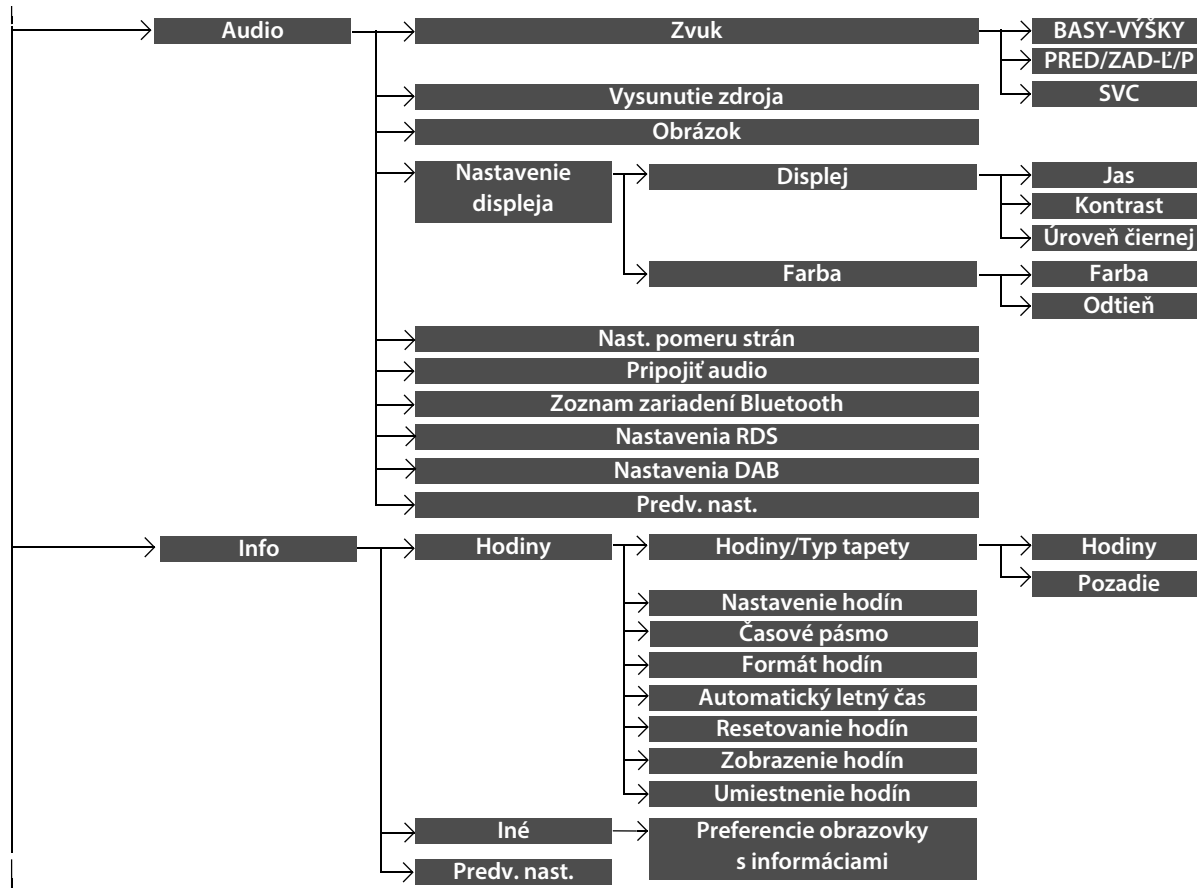 Audio
Zvuk
BASY-VÝŠKY
PRED/ZAD-Ľ/P
SVC
Vysunutie zdroja
Obrázok
Nastavenie
displeja
Displej
Jas
Kontrast
Úroveň čiernej
Farba
Farba
Odtieň
Nast. pomeru strán
Pripojiť audio
Zoznam zariadení Bluetooth
Nastavenia RDS
Nastavenia DAB
Predv. nast.
Info
Hodiny
Hodiny/Typ tapety
Hodiny
Pozadie
Nastavenie hodín
Časové pásmo
Formát hodín
Automatický letný čas
Resetovanie hodín
Zobrazenie hodín
Umiestnenie hodín
Iné
Preferencie obrazovky
s informáciami
Predv. nast.